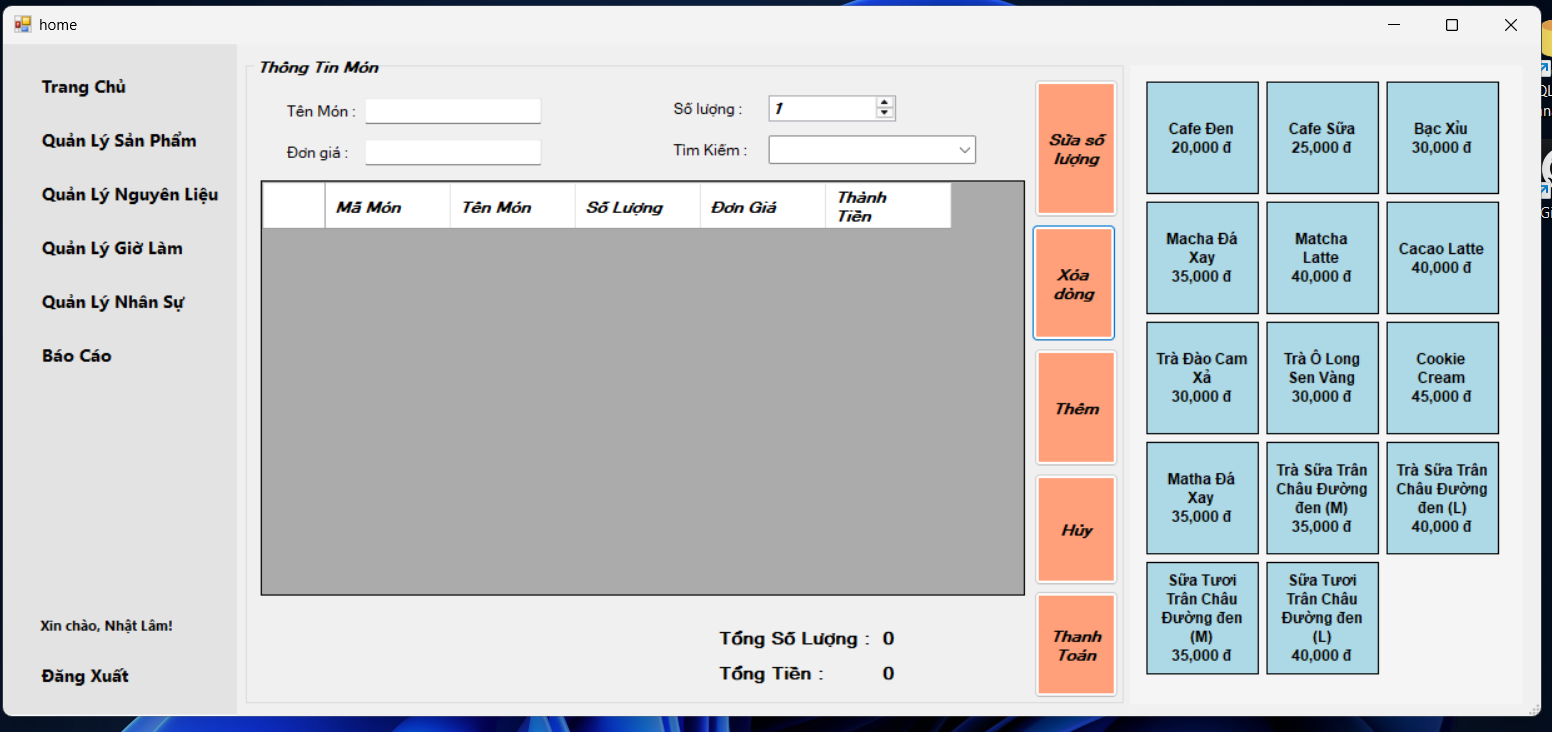 home
Trang Chủ
Quản Lý Sản Phẩm
Quản Lý Nguyên Liệu
Quản Lý Giờ Làm
Quản Lý Nhân Sự
Báo Cáo
Xin chào, Nhật Lâm!
Đăng Xuất
Thông Tin Món
Tên Món :
Số lượng :
1
Đơn giá :
Tìm Kiếm :
Mã Món
Tên Món
Số Lượng
Đơn Giá
Thành
Tiền
Tổng Số Lượng : 0
Tổng Tiền : 0
Sửa số
lượng
Xóa
dòng
Thêm
Hủy
Thanh
Toán
Cafe Đen
20,000 đ
Cafe Sữa
25,000 đ
Bạc Xỉu
30,000 đ
Macha Đá
Xay
35,000 đ
Matcha
Latte
40,000 đ
Cacao Latte
40,000 đ
Trà Đào Cam
Xả
30,000 đ
Trà Ô Long
Sen Vàng
30,000 đ
Cookie
Cream
45,000 đ
Matha Đá
Xay
35,000 đ
Trà Sữa Trân
Châu Đường
đen (M)
35,000 đ
Trà Sữa Trân
Châu Đường
đen (L)
40,000 đ
Sữa Tươi
Trân Châu
Đường đen
(M)
35,000 đ
Sữa Tươi
Trân Châu
Đường đen
(L)
40,000 đ